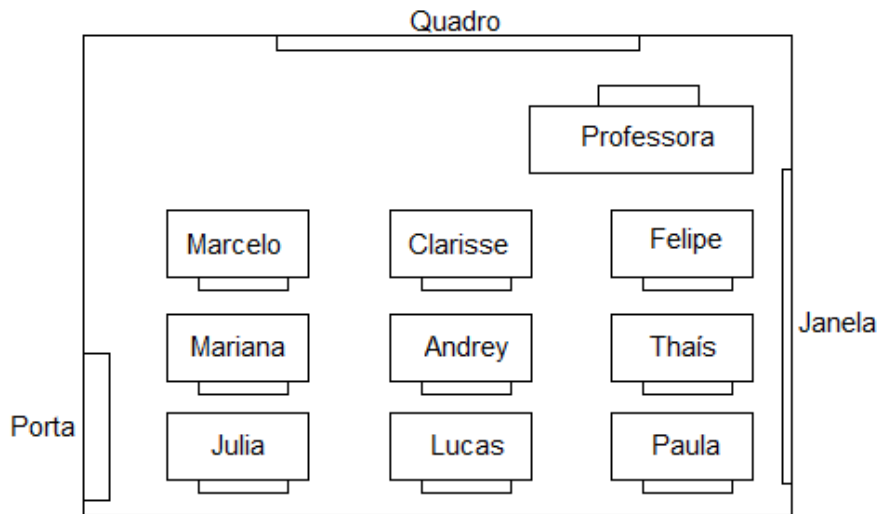 Quadro
Professora
Marcelo Clarisse Felipe
Janela
Mariana Andrey Thaís
Porta
Julia Lucas Paula